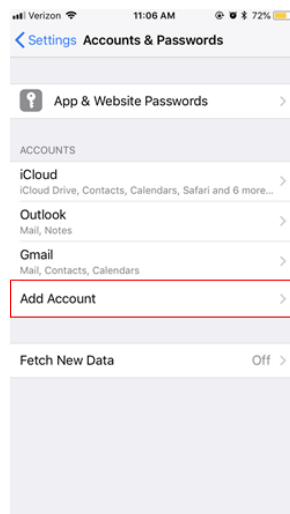 Verizon 11:06 AM 72%
Settings Accounts & Passwords
App & Website Passwords
ACCOUNTS
iCloud
iCloud Drive, Contacts, Calendars, Safari and 6 more...
Outlook
Mail, Notes
Gmail
Mail, Contacts, Calendars
Add Account
Fetch New Data Off